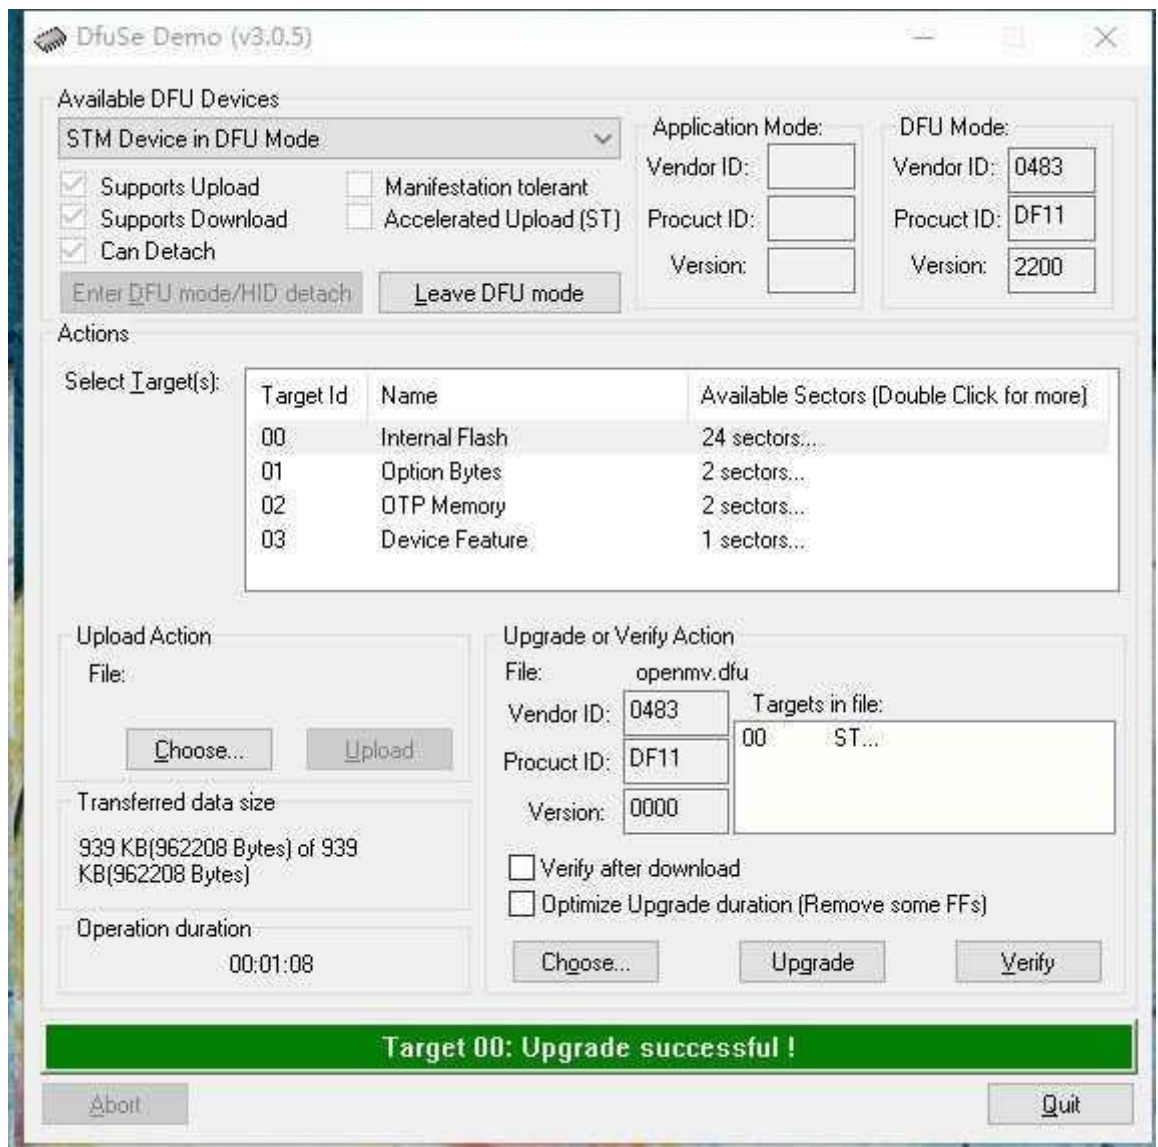 DfuSe Demo (v3.0.5)
Available DFU Devices
STM Device in DFU Mode
Supports Upload
Manifestation tolerant
Supports Download
Accelerated Upload (ST)
Can Detach
Enter DFU mode/HID detach
Leave DFU mode
Application Mode:
Vendor ID:
Procuct ID:
Version:
DFU Mode:
Vendor ID: 0483
Procuct ID: DF11
Version: 2200
Actions
Select Target(s):
Target Id Name Available Sectors (Double Click for more)
00 Internal Flash 24 sectors...
01 Option Bytes 2 sectors...
02 OTP Memory 2 sectors...
03 Device Feature 1 sectors...
Upload Action
File:
Choose... Upload
Transferred data size
939 KB(962208 Bytes) of 939
KB(962208 Bytes)
Operation duration
00:01:08
Upgrade or Verify Action
File: openmv.dfu
Vendor ID: 0483
Procuct ID: DF11
Version: 0000
Targets in file:
00 ST...
Verify after download
Optimize Upgrade duration (Remove some FFs)
Choose... Upgrade Verify
Target 00: Upgrade successful !
Abort Quit